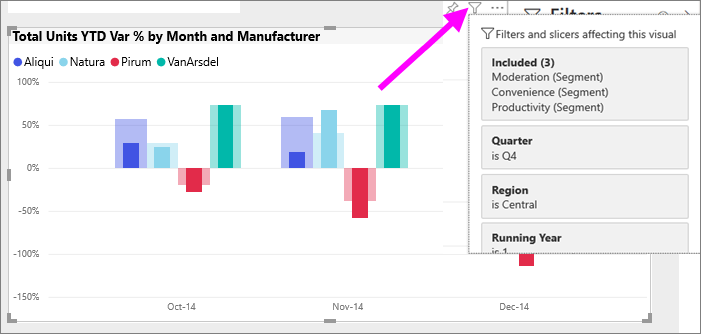 Filters
Filters and slicers affecting this visual
Total Units YTD Var % by Month and Manufacturer
Aliqui Natura Pirum VanArsdel
Included (3)
Moderation (Segment)
Convenience (Segment)
Productivity (Segment)
Quarter
is Q4
Region
is Central
Running Year
is 1
100%
50%
0%
-50%
-100%
-150%
Oct-14 Nov-14 Dec-14